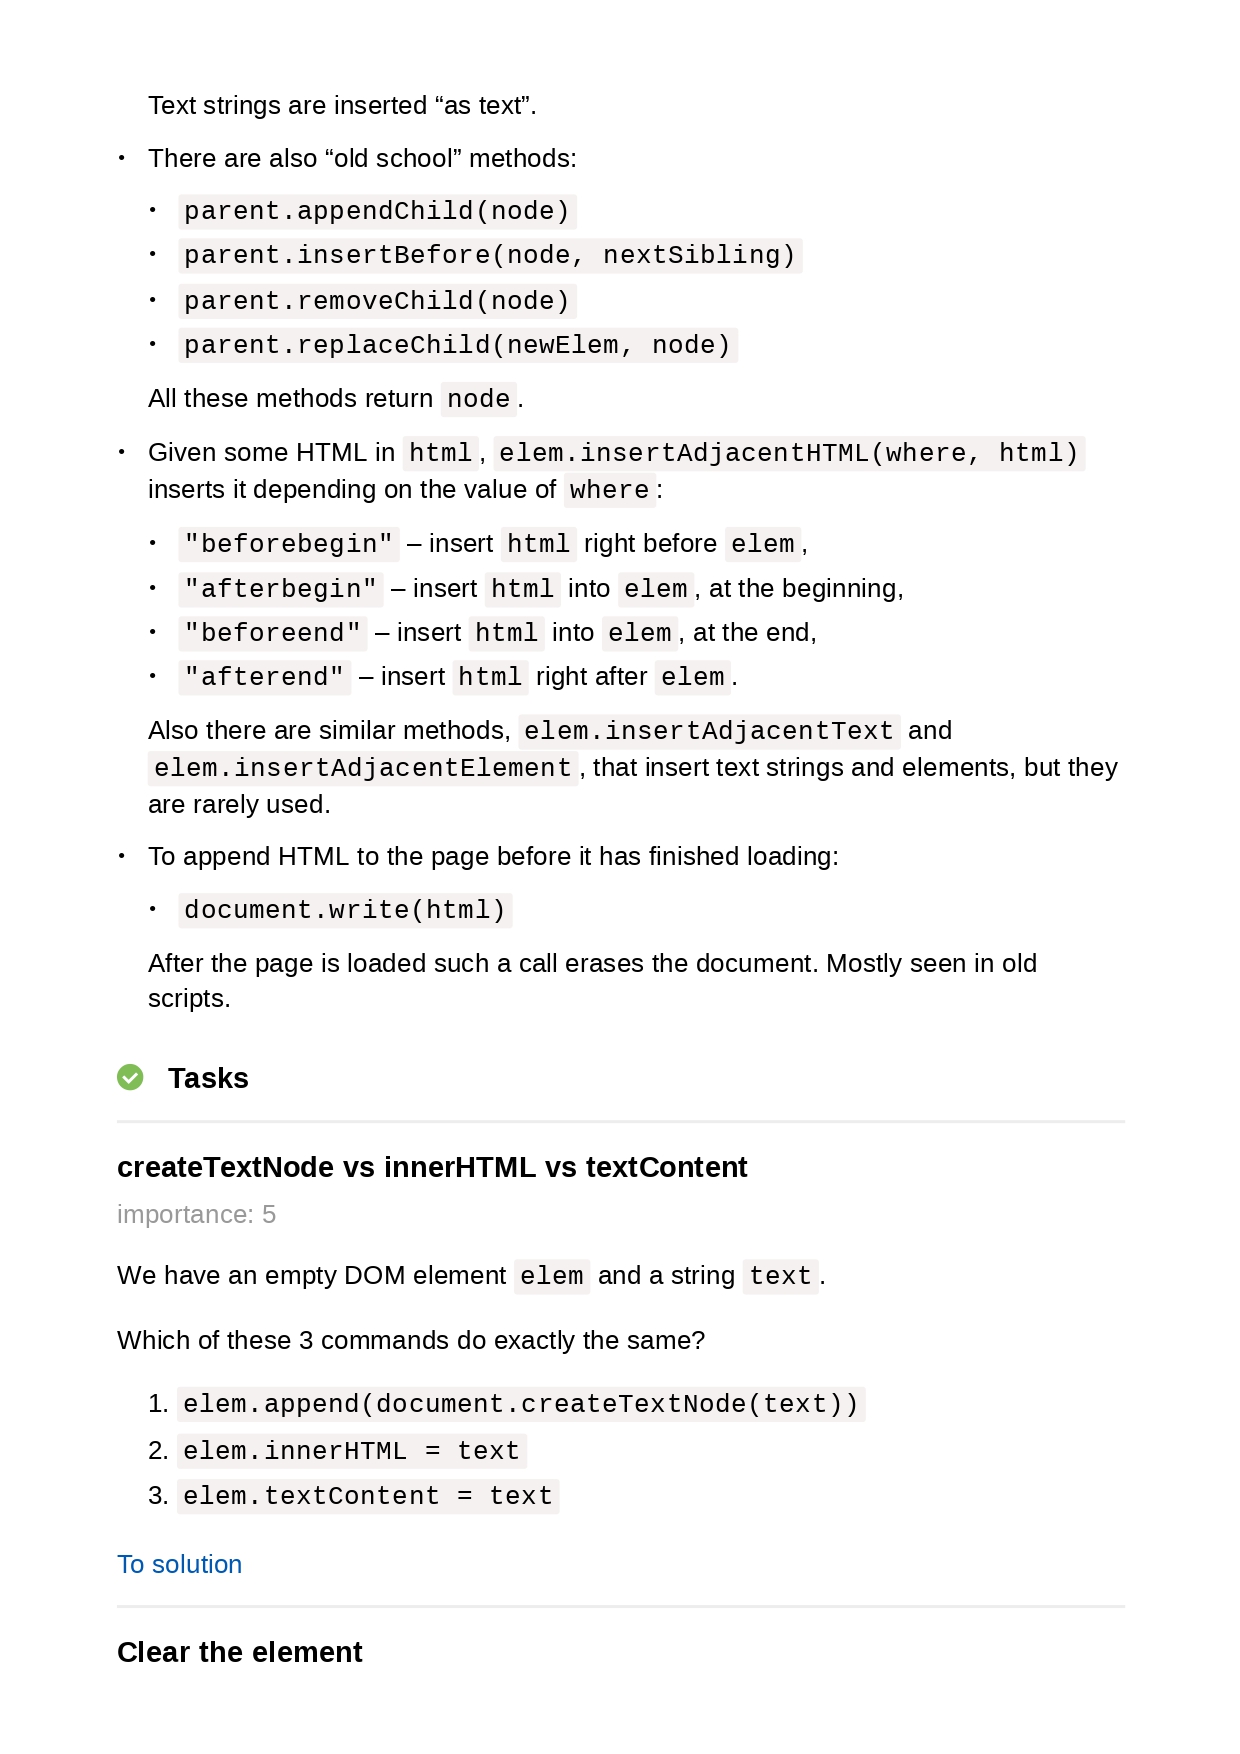 Text strings are inserted “as text”.
• There are also “old school” methods:
• parent.appendChild(node)
• parent.insertBefore(node, nextSibling)
• parent.removeChild(node)
• parent.replaceChild(newElem, node)
All these methods return node.
• Given some HTML in html, elem.insertAdjacentHTML(where, html)
inserts it depending on the value of where:
• "beforebegin" – insert html right before elem,
• "afterbegin" – insert html into elem, at the beginning,
• "beforeend" – insert html into elem, at the end,
• "afterend" – insert html right after elem.
Also there are similar methods, elem.insertAdjacentText and
elem.insertAdjacentElement, that insert text strings and elements, but they
are rarely used.
• To append HTML to the page before it has finished loading:
• document.write(html)
After the page is loaded such a call erases the document. Mostly seen in old
scripts.
Tasks
createTextNode vs innerHTML vs textContent
importance: 5
We have an empty DOM element elem and a string text.
Which of these 3 commands do exactly the same?
1. elem.append(document.createTextNode(text))
2. elem.innerHTML = text
3. elem.textContent = text
To solution
Clear the element